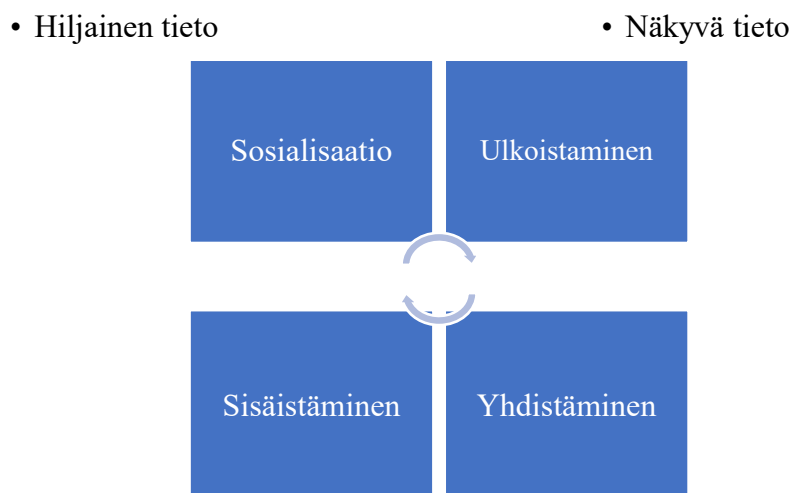 • Hiljainen tieto
• Näkyvä tieto
Sosialisaatio
Ulkoistaminen
Sisäistäminen
Yhdistäminen